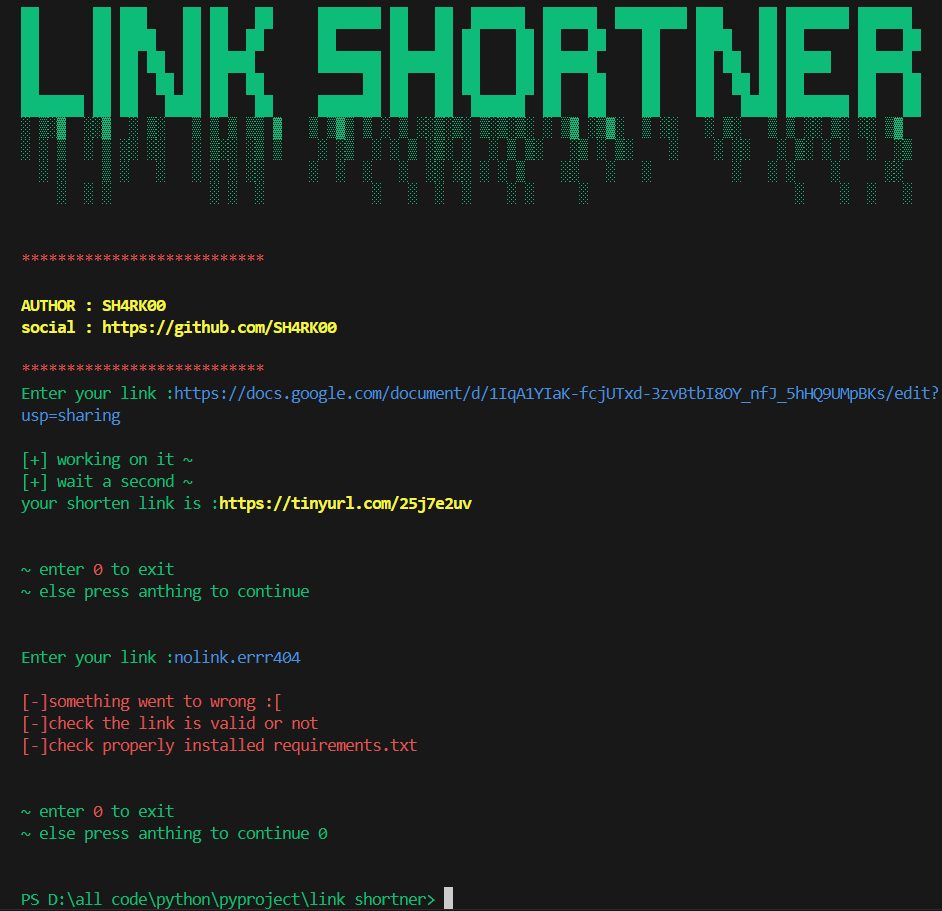 LINK SHORTNER
***************************
AUTHOR : SH4RK00
social : https://github.com/SH4RK00
***************************
Enter your link :https://docs.google.com/document/d/1IqA1YIaK-fcjUTxd-3zvBtbI8OY_nfJ_5hHQ9UMpBKs/edit?
usp=sharing
[+] working on it ~
[+] wait a second ~
your shorten link is :https://tinyurl.com/25j7e2uv
~ enter 0 to exit
~ else press anthing to continue
Enter your link :nolink.errr404
[-]something went to wrong :[
[-]check the link is valid or not
[-]check properly installed requirements.txt
~ enter 0 to exit
~ else press anthing to continue 0
PS D:\all code\python\pyproject\link shortner>